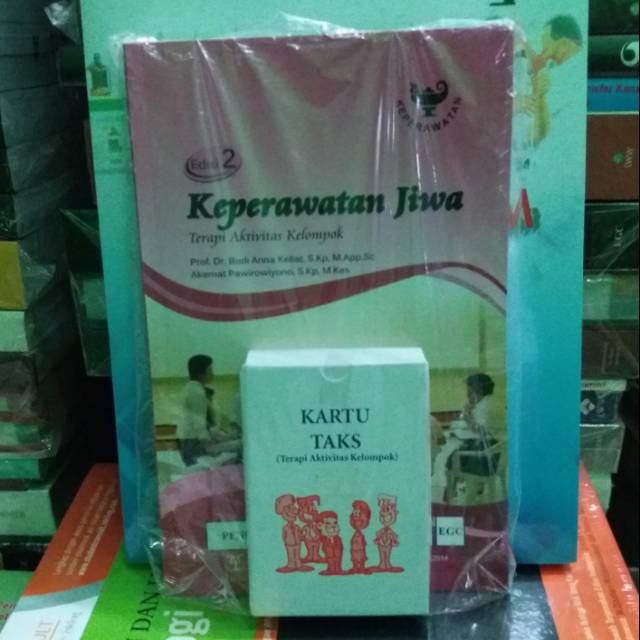 KEPERAWATAN
Edisi 2
Keperawatan Jiwa
Terapi Aktivitas Kelompok
Prof. Dr. Budi Anna Keliat, S.Kp, M.App.Sc
Akemat Pawirowiyono, S.Kp, M.Kes
KARTU
TAKS
(Terapi Aktivitas Kelompok)
EGC
DAN